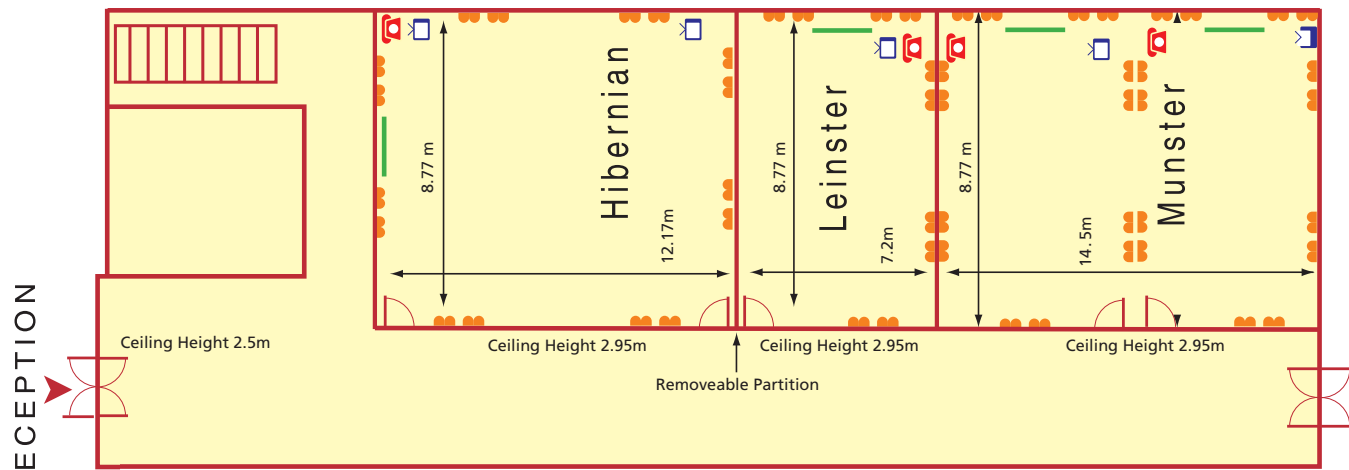 Hibernian
8.77 m
12.17m
Leinster
8.77 m
7.2m
Munster
8.77 m
14.5m
ECEPTION
Ceiling Height 2.5m
Ceiling Height 2.95m
Ceiling Height 2.95m
Ceiling Height 2.95m
Removeable Partition